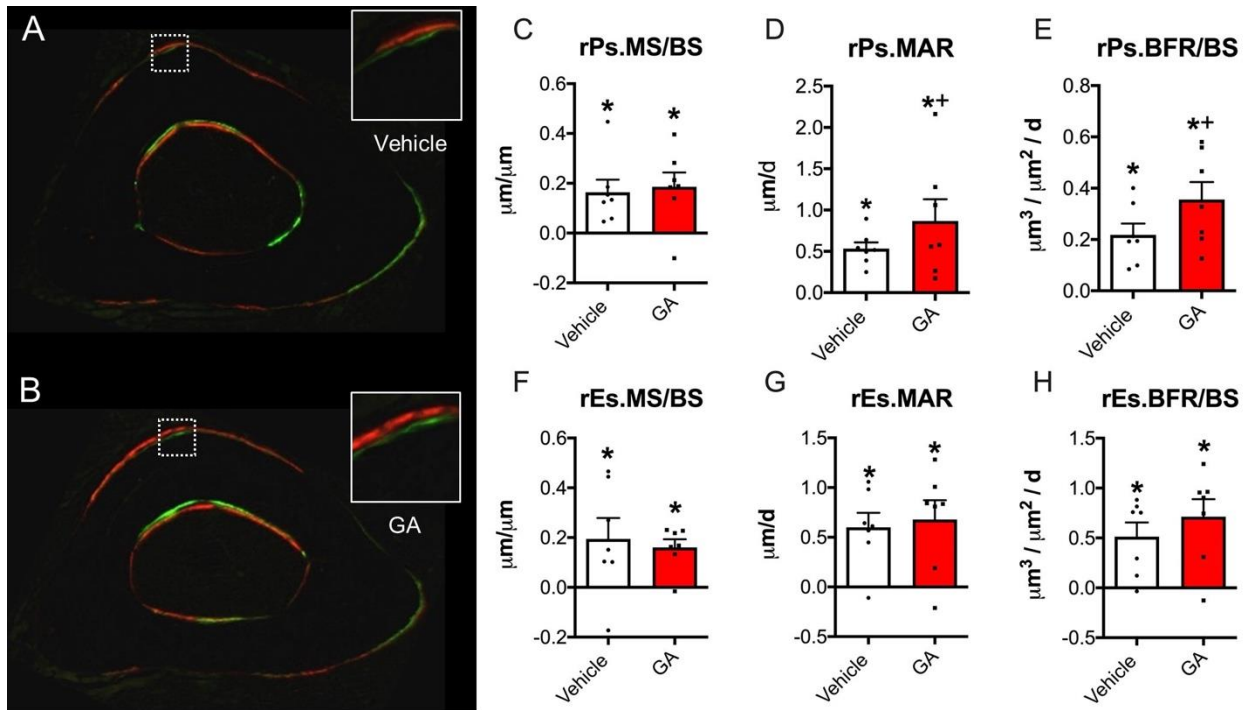 A
Vehicle
B
GA
C
rPs.MS/BS
μm/μm
0.6
0.4
0.2
0.0
-0.2
*
*
Vehicle
GA
D
rPs.MAR
μm/d
2.5
2.0
1.5
1.0
0.5
0.0
*
*+
Vehicle
GA
E
rPs.BFR/BS
μm³ / μm² / d
0.8
0.6
0.4
0.2
0.0
*
*+
Vehicle
GA
F
rEs.MS/BS
μm/μm
0.6
0.4
0.2
0.0
-0.2
*
*
Vehicle
GA
G
rEs.MAR
μm/d
1.5
1.0
0.5
0.0
-0.5
*
*
Vehicle
GA
H
rEs.BFR/BS
μm³ / μm² / d
1.5
1.0
0.5
0.0
-0.5
*
*
Vehicle
GA